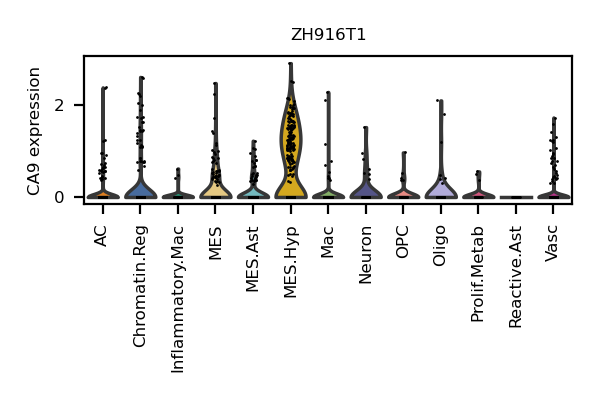 ZH916T1
CA9 expression
2
0
AC
Chromatin.Reg
Inflammatory.Mac
MES
MES.Ast
MES.Hyp
Mac
Neuron
OPC
Oligo
Prolif.Metab
Reactive.Ast
Vasc